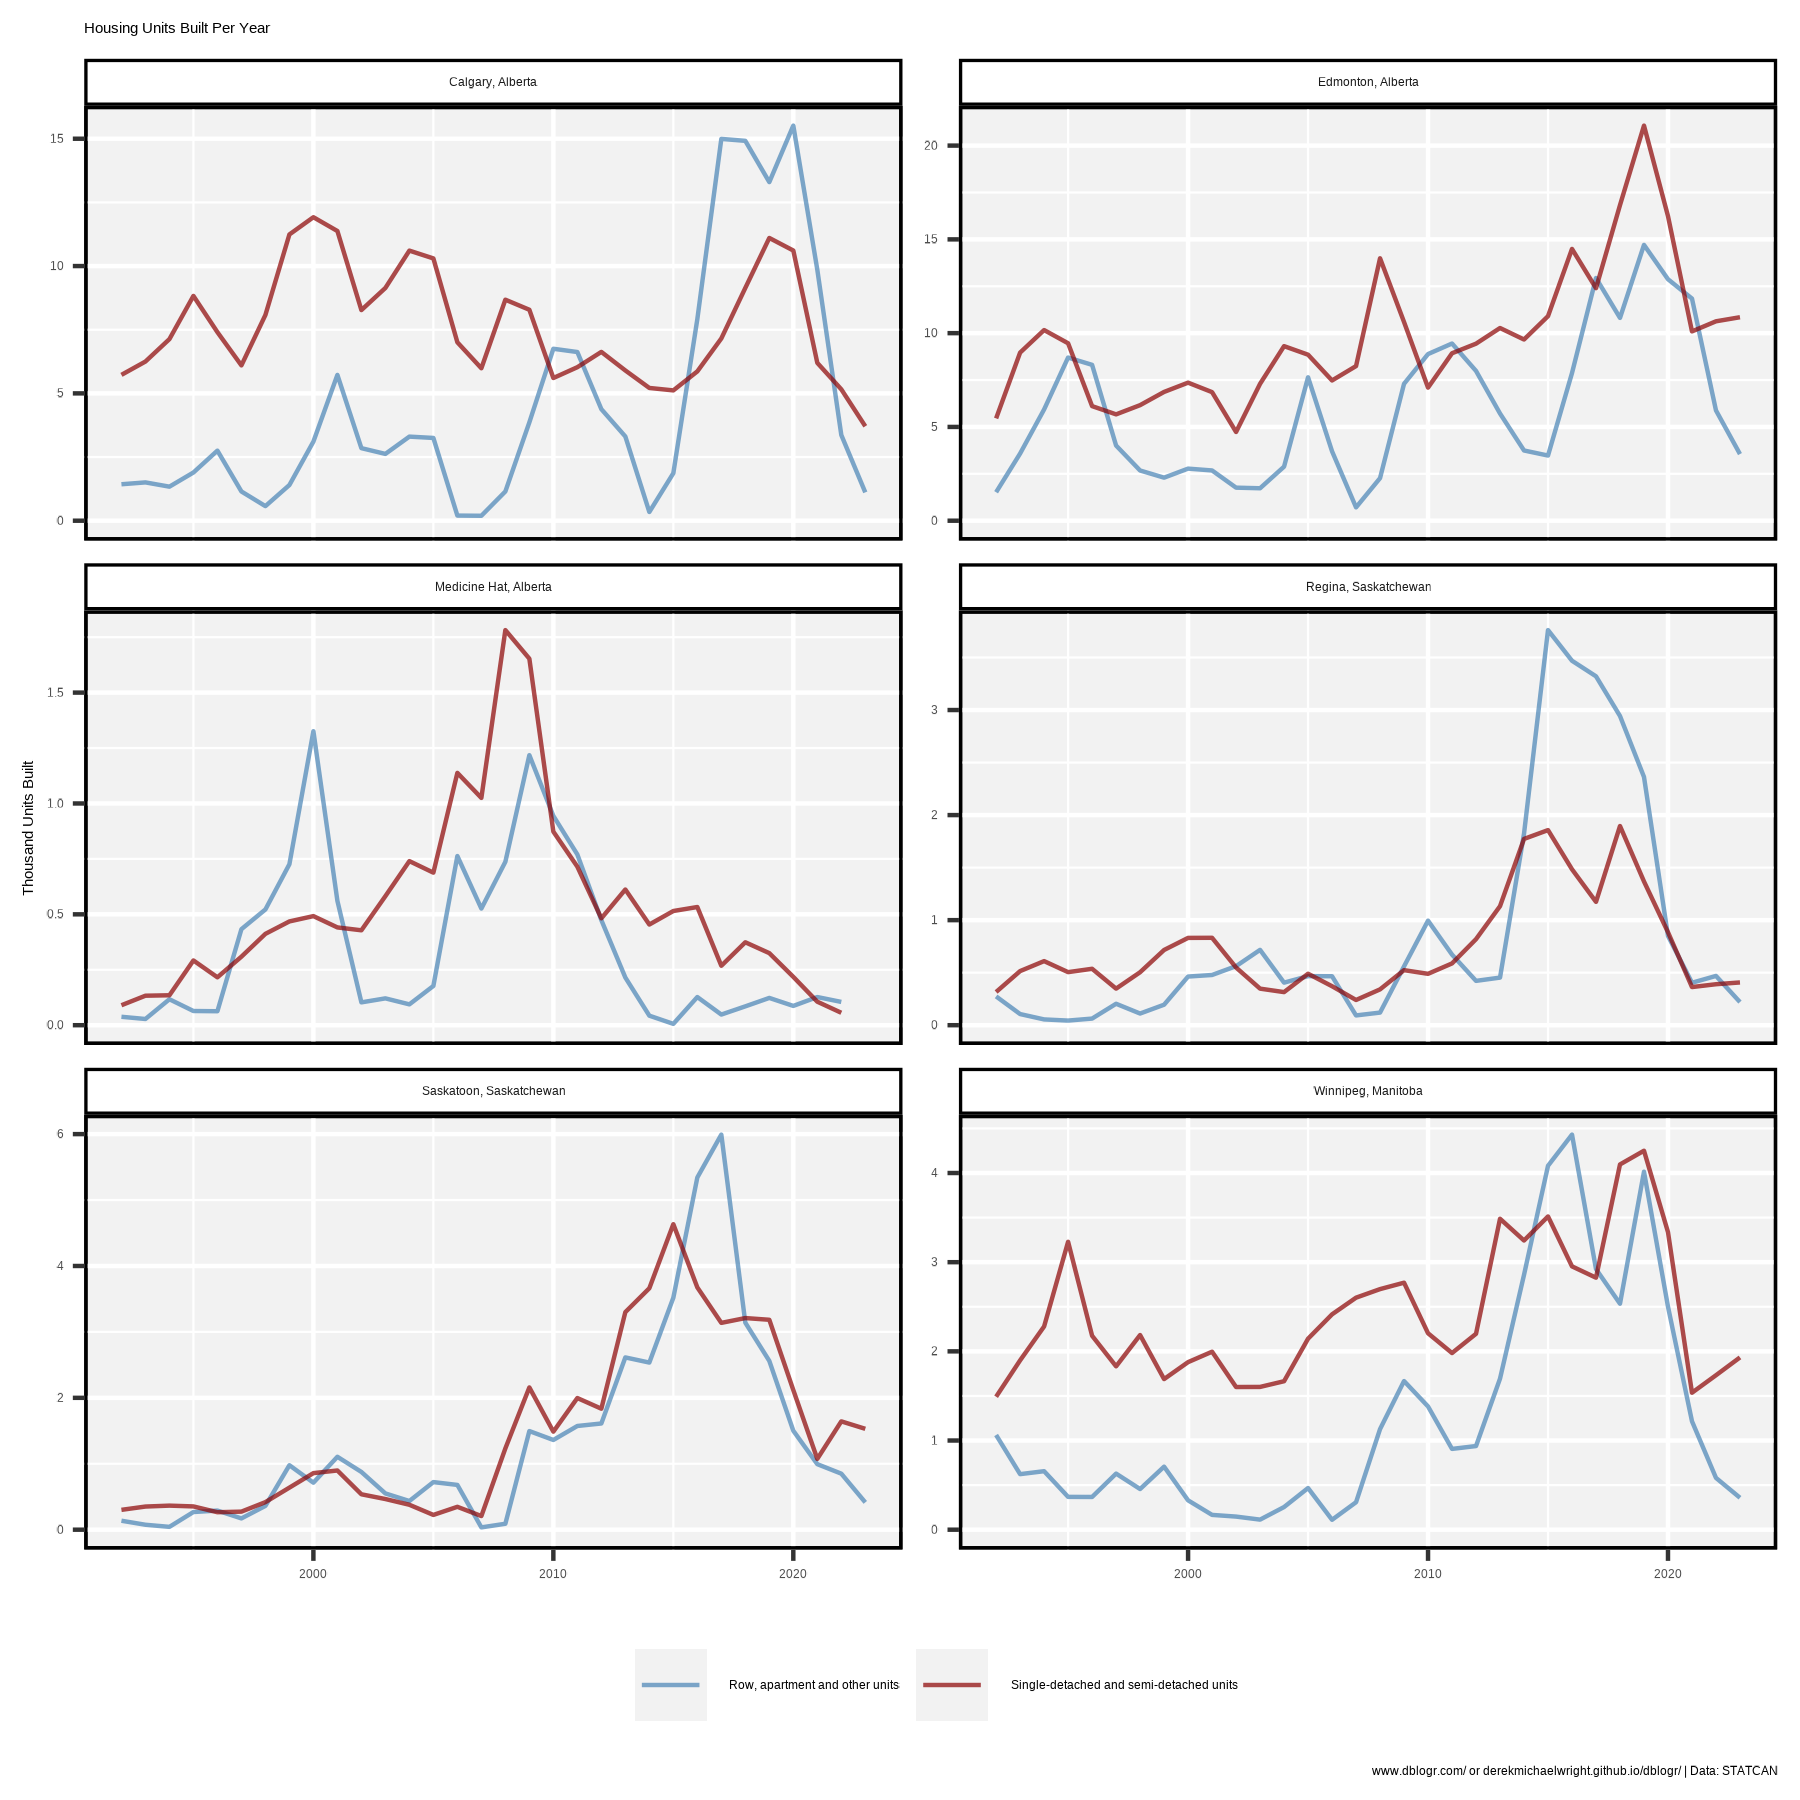 Housing Units Built Per Year
Calgary, Alberta
Edmonton, Alberta
15
10
5
0
20
15
10
5
0
Medicine Hat, Alberta
Regina, Saskatchewan
1.5
1.0
0.5
0.0
3
2
1
0
Thousand Units Built
Saskatoon, Saskatchewan
Winnipeg, Manitoba
6
4
2
0
4
3
2
1
0
2000 2010 2020
2000 2010 2020
Row, apartment and other units
Single-detached and semi-detached units
www.dblogr.com/ or derekmichaelwright.github.io/dblogr/ | Data: STATCAN